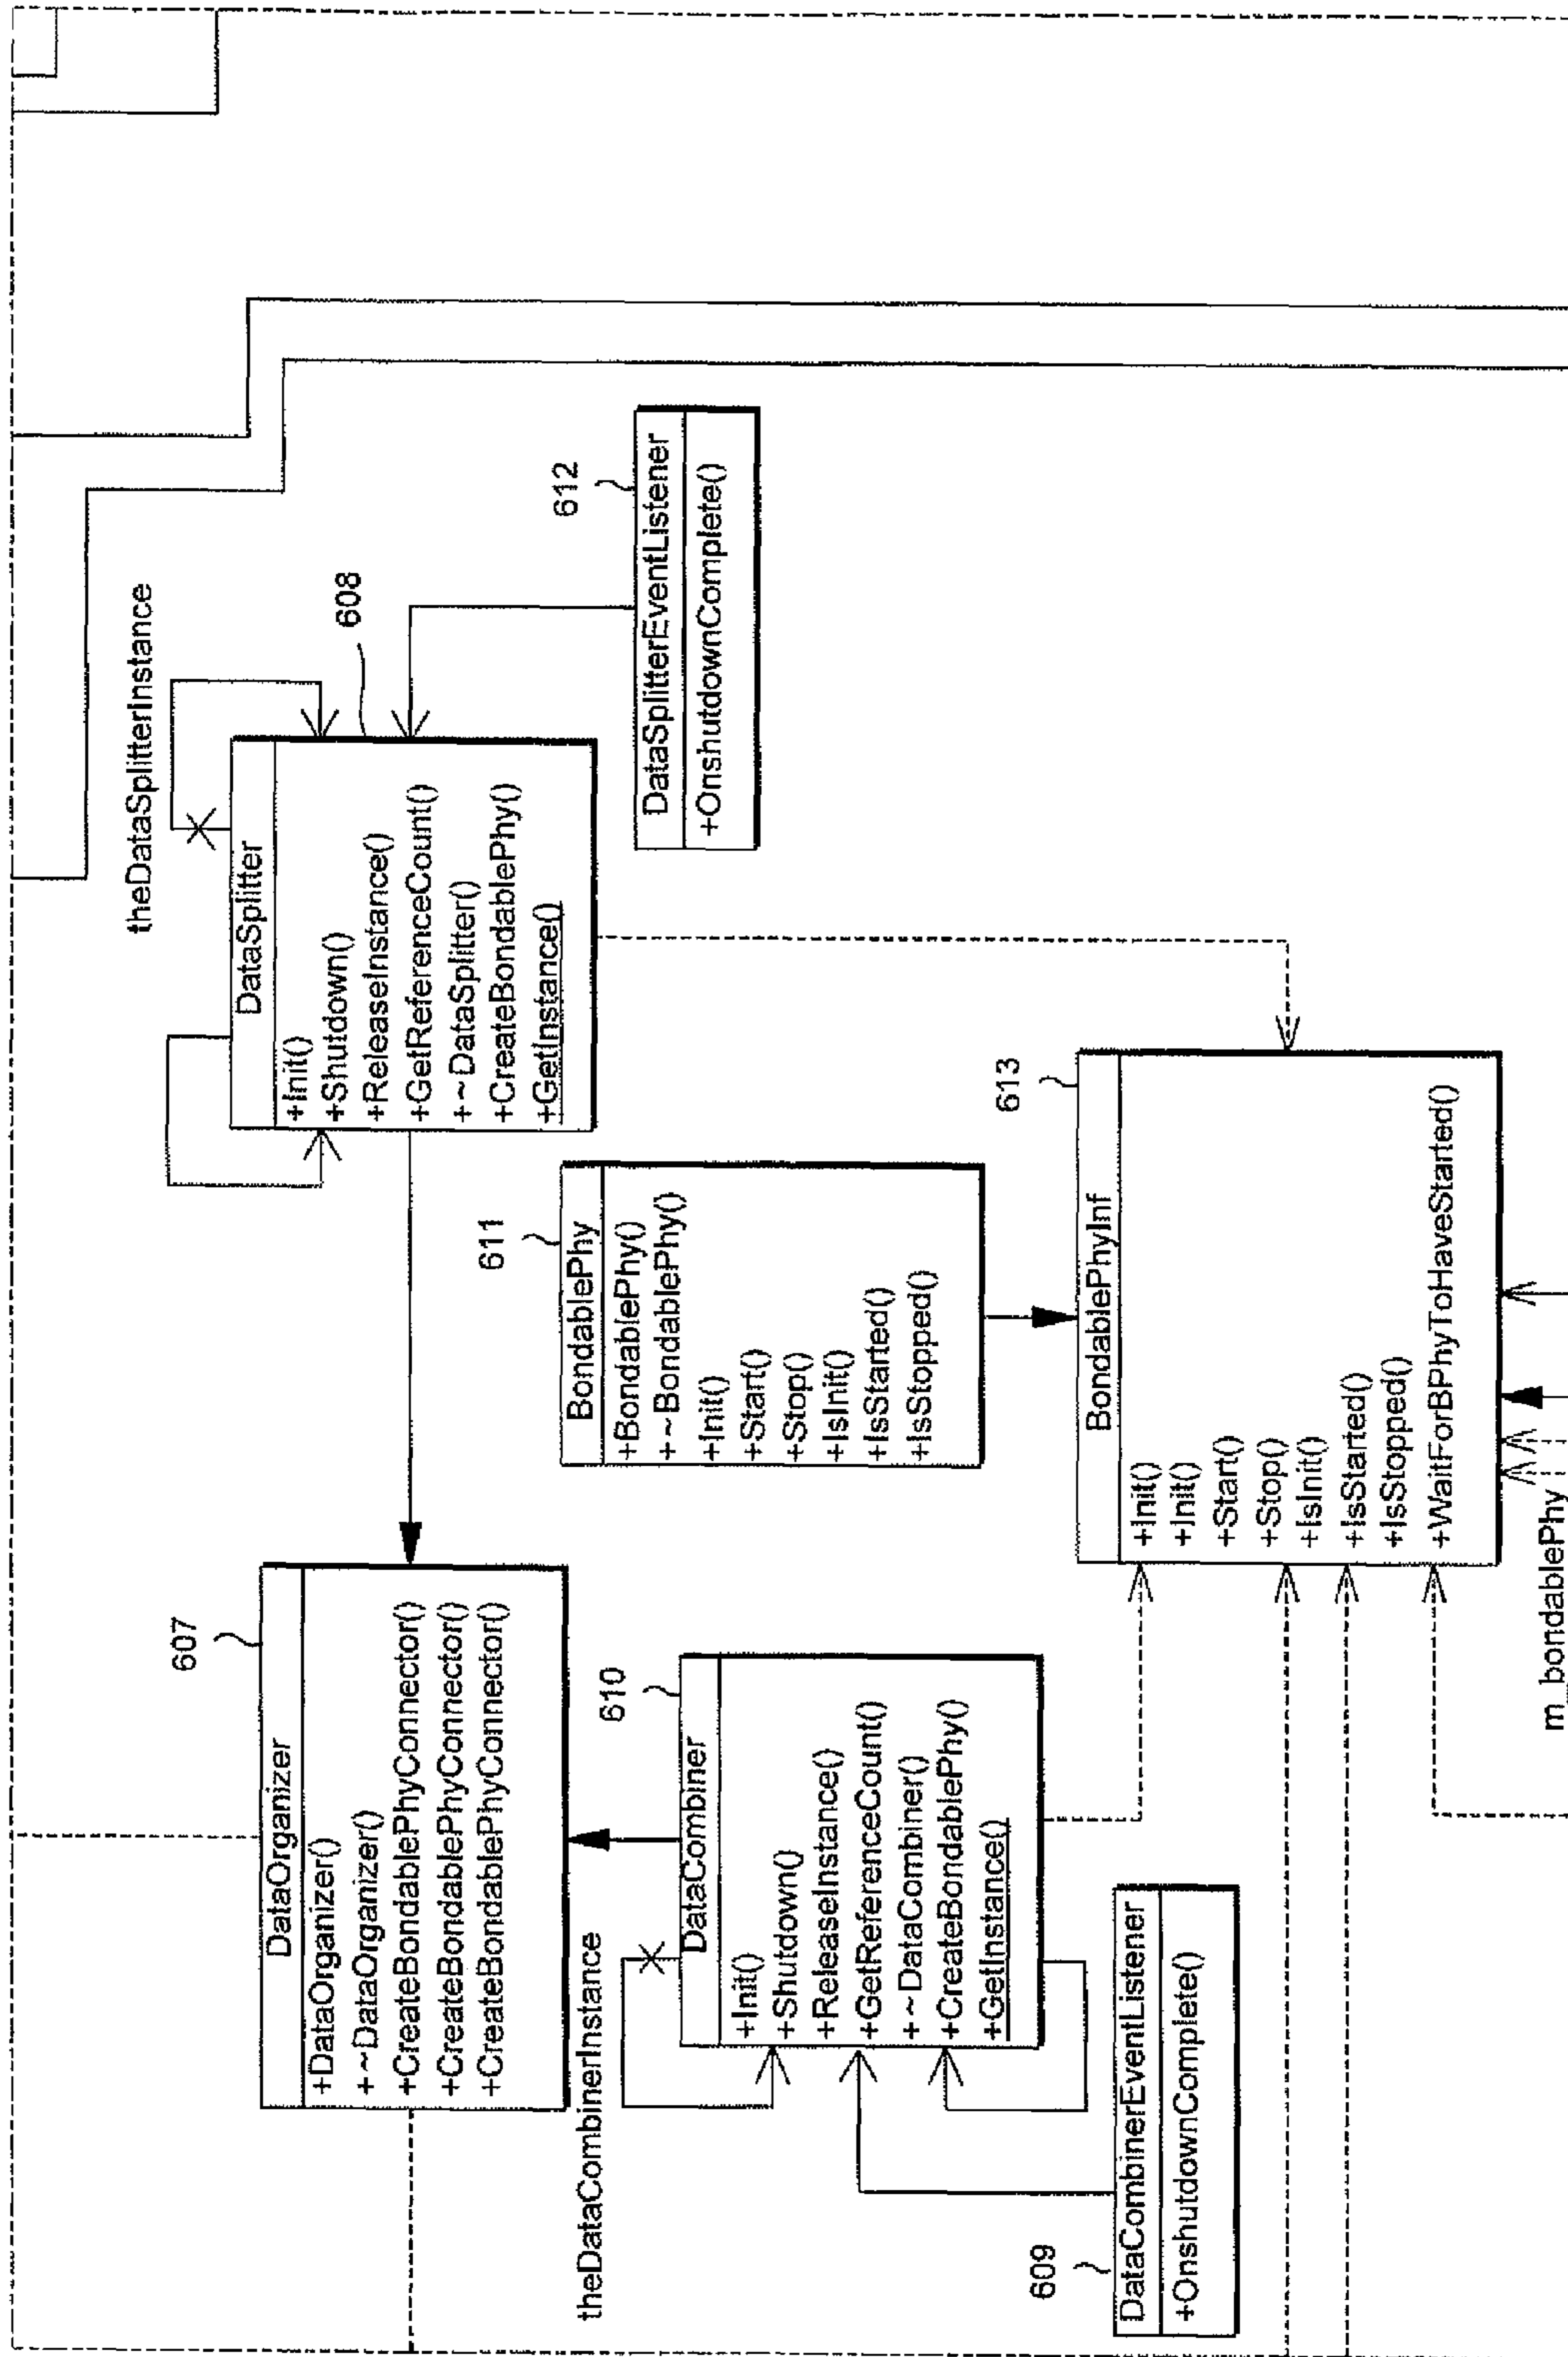 607
DataOrganizer
+DataOrganizer()
+~DataOrganizer()
+CreateBondablePhyConnector()
+CreateBondablePhyConnector()
+CreateBondablePhyConnector()
theDataSplitterInstance
608
DataSplitter
+Init()
+Shutdown()
+ReleaseInstance()
+GetReferenceCount()
+~DataSplitter()
+CreateBondablePhy()
+GetInstance()
theDataCombinerInstance
610
DataCombiner
+Init()
+Shutdown()
+ReleaseInstance()
+GetReferenceCount()
+~DataCombiner()
+CreateBondablePhy()
+GetInstance()
611
BondablePhy
+BondablePhy()
+~BondablePhy()
+Init()
+Start()
+Stop()
+IsInit()
+IsStarted()
+IsStopped()
612
DataSplitterEventListener
+OnshutdownComplete()
609
DataCombinerEventListener
+OnshutdownComplete()
613
BondablePhyInf
+Init()
+Init()
+Start()
+Stop()
+IsInit()
+IsStarted()
+IsStopped()
+WaitForBPhyToHaveStarted()
m_bondablePhy